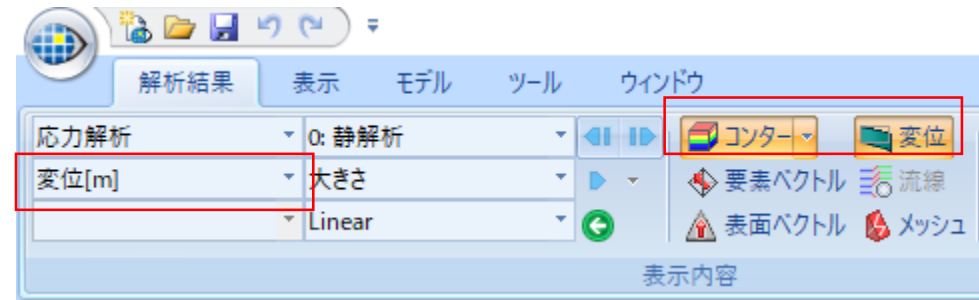 解析結果 表示 モデル ツール ウィンドウ
応力解析 0: 静解析 コンター 変位
変位[m] 大きさ 要素ベクトル 流線
Linear 表面ベクトル メッシュ
表示内容